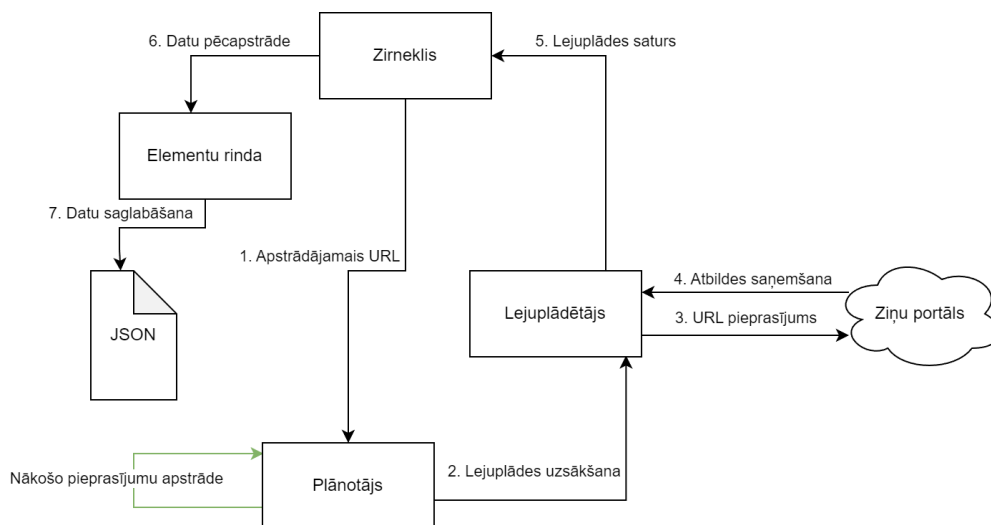 6. Datu pēcapstrāde
Zirneklis
5. Lejuplādes saturs
Elementu rinda
7. Datu saglabāšana
1. Apstrādājamais URL
4. Atbildes saņemšana
Lejuplādētājs
Ziņu portāls
3. URL pieprasījums
JSON
Nākošo pieprasījumu apstrāde
Plānotājs
2. Lejuplādes uzsākšana